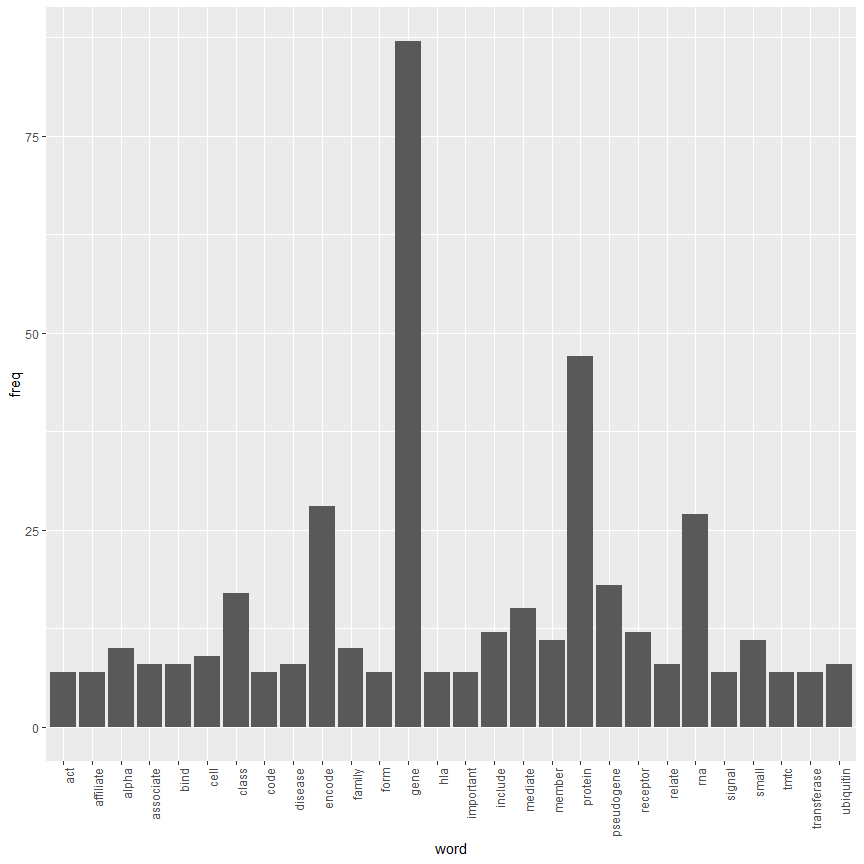 75
50
25
0
freq
act
affiliate
alpha
associate
bind
cell
class
code
disease
encode
family
form
gene
hla
important
include
mediate
member
protein
pseudogene
receptor
relate
rna
signal
small
tmtc
transferase
ubiquitin
word